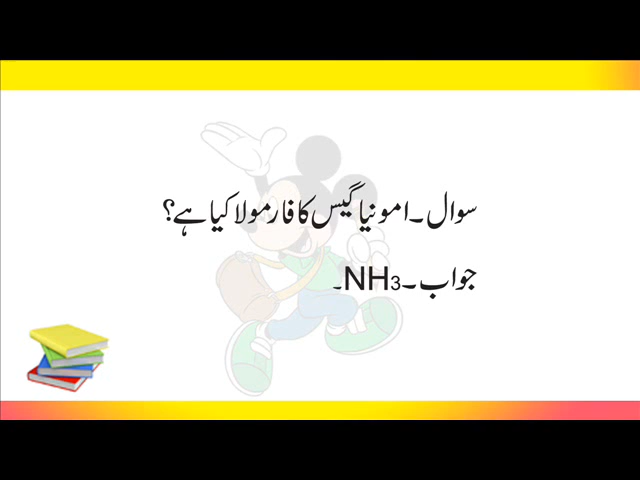 سوال۔ امونیا گیس کا فارمولا کیا ہے؟
جواب۔ NH₃۔